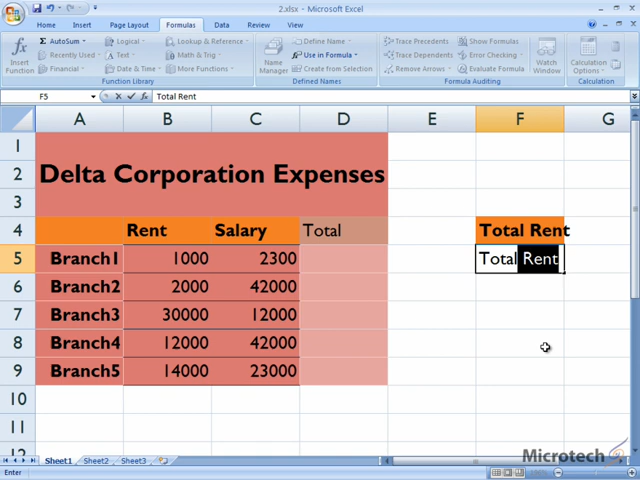 2.xlsx - Microsoft Excel
Home Insert Page Layout Formulas Data Review View
fx Insert Function
Σ AutoSum
Recently Used
Financial
Logical
Text
Date & Time
Lookup & Reference
Math & Trig
More Functions
Function Library
Name Manager
Define Name
Use in Formula
Create from Selection
Defined Names
Trace Precedents
Trace Dependents
Remove Arrows
Show Formulas
Error Checking
Evaluate Formula
Formula Auditing
Watch Window
Calculation Options
Calculation
F5 fx Total Rent
A B C D E F G
1
2 Delta Corporation Expenses
3
4 Rent Salary Total Total Rent
5 Branch1 1000 2300 Total Rent
6 Branch2 2000 42000
7 Branch3 30000 12000
8 Branch4 12000 42000
9 Branch5 14000 23000
10
11
12
Sheet1 Sheet2 Sheet3
Microtech
Enter